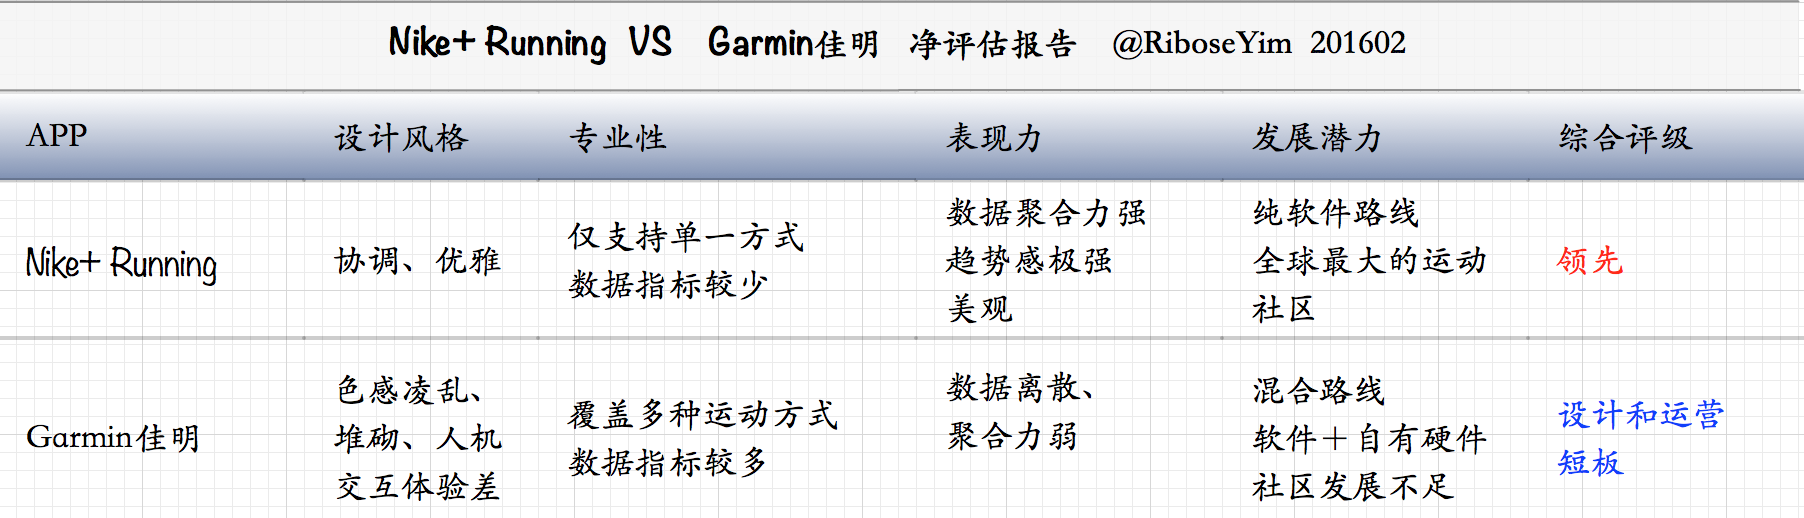 Nike+ Running VS Garmin佳明 净评估报告 @RiboseYim 201602
APP 设计风格 专业性 表现力 发展潜力 综合评级
Nike+ Running
协调、优雅
仅支持单一方式
数据指标较少
数据聚合力强
趋势感极强
美观
纯软件路线
全球最大的运动
社区
领先
Garmin佳明
色感凌乱、
堆砌、人机
交互体验差
覆盖多种运动方式
数据指标较多
数据离散、
聚合力弱
混合路线
软件＋自有硬件
社区发展不足
设计和运营
短板